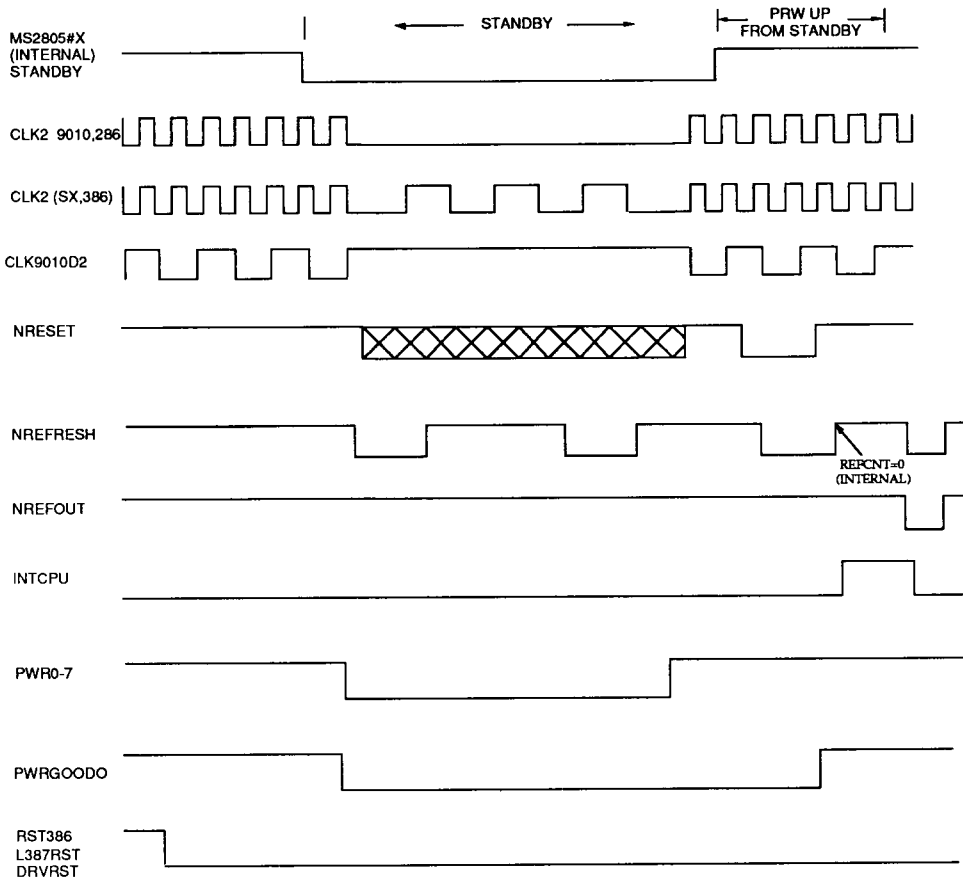 STANDBY
PRW UP
FROM STANDBY
MS2805#X
(INTERNAL)
STANDBY
CLK2 9010,286
CLK2 (SX,386)
CLK9010D2
NRESET
NREFRESH
REFCNT=0
(INTERNAL)
NREFOUT
INTCPU
PWR0-7
PWRGOODO
RST386
L387RST
DRVRST